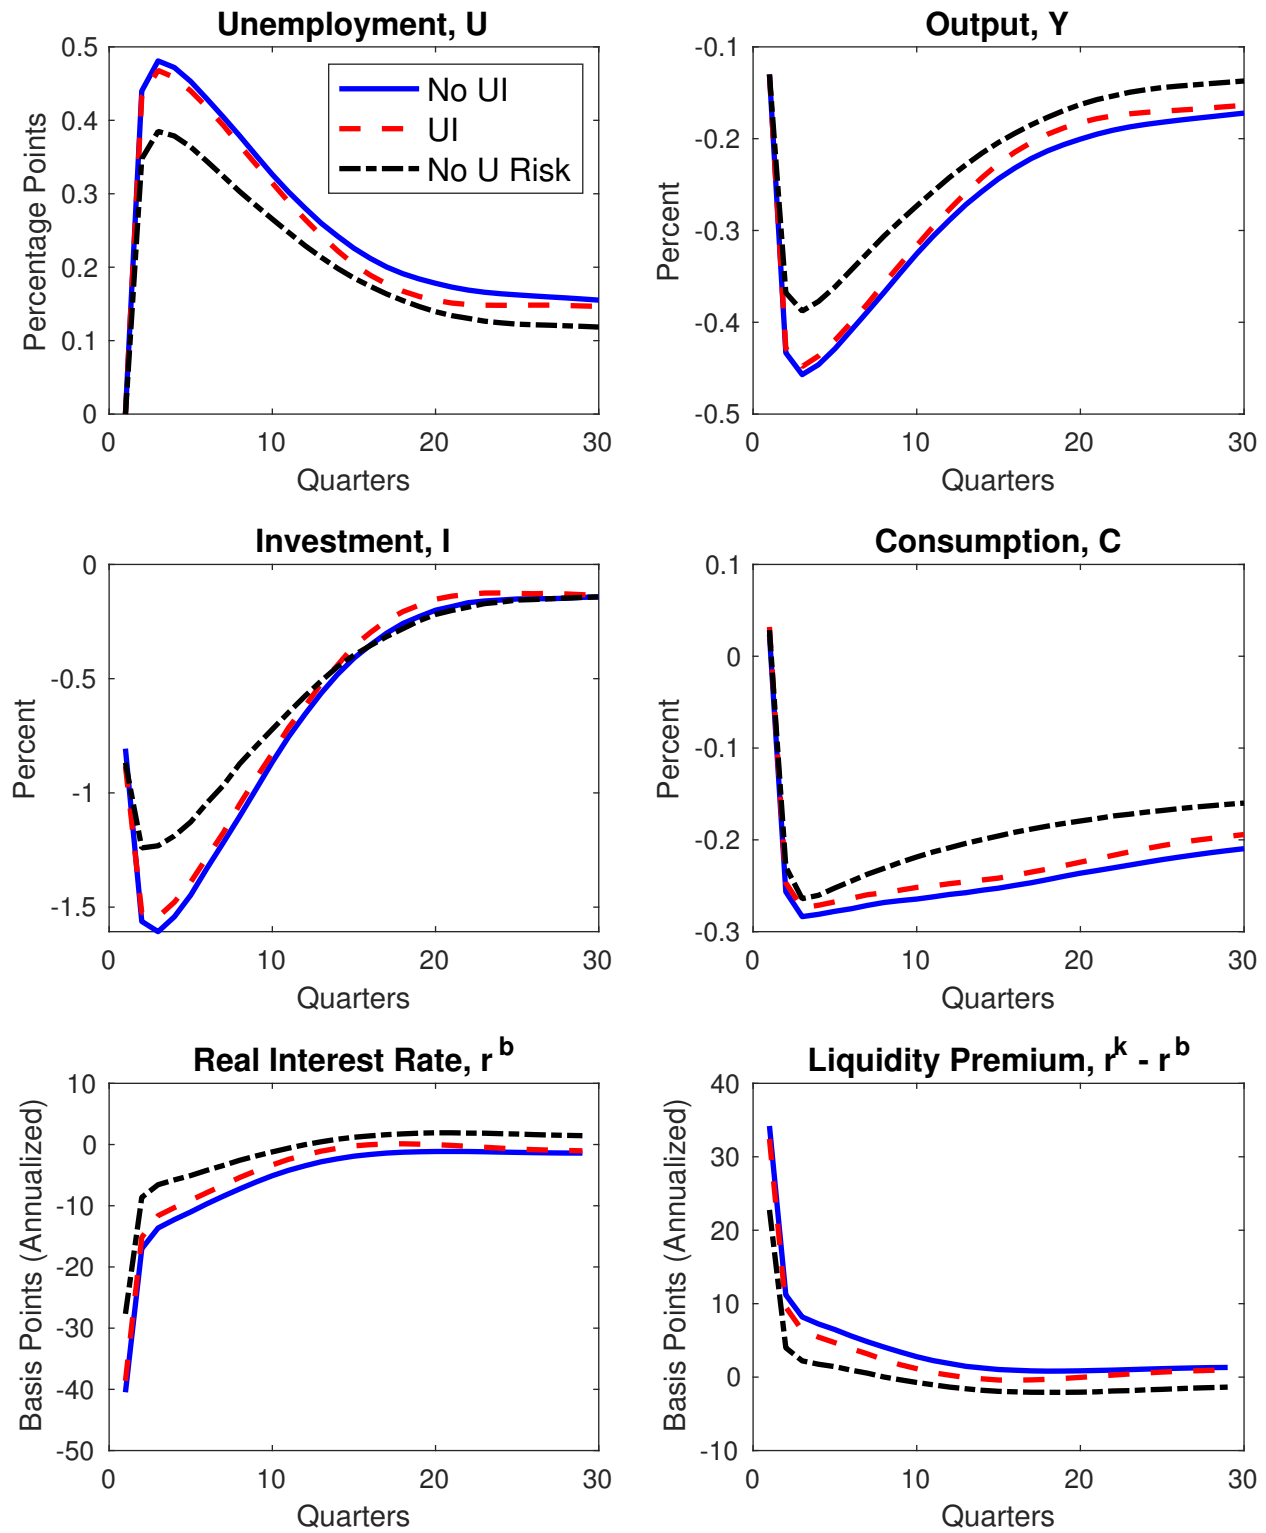 Unemployment, U
Percentage Points
0.5
0.4
0.3
0.2
0.1
0
No UI
UI
No U Risk
0 10 20 30
Quarters
Output, Y
Percent
-0.1
-0.2
-0.3
-0.4
-0.5
0 10 20 30
Quarters
Investment, I
Percent
0
-0.5
-1
-1.5
0 10 20 30
Quarters
Consumption, C
Percent
0.1
0
-0.1
-0.2
-0.3
0 10 20 30
Quarters
Real Interest Rate, r^b
Basis Points (Annualized)
10
0
-10
-20
-30
-40
-50
0 10 20 30
Quarters
Liquidity Premium, r^k - r^b
Basis Points (Annualized)
40
30
20
10
0
-10
0 10 20 30
Quarters